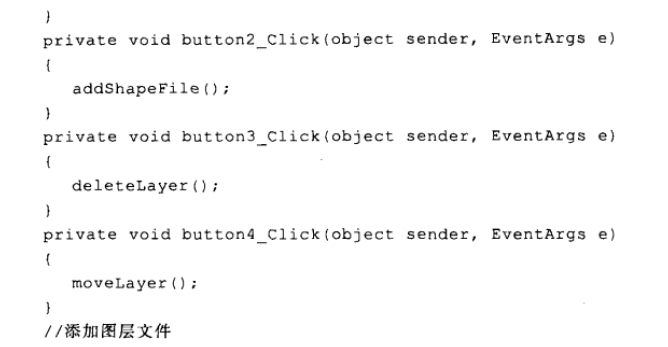 }
private void button2_Click(object sender, EventArgs e)
{
addShapeFile();
}
private void button3_Click(object sender, EventArgs e)
{
deleteLayer();
}
private void button4_Click(object sender, EventArgs e)
{
moveLayer();
}
//添加图层文件